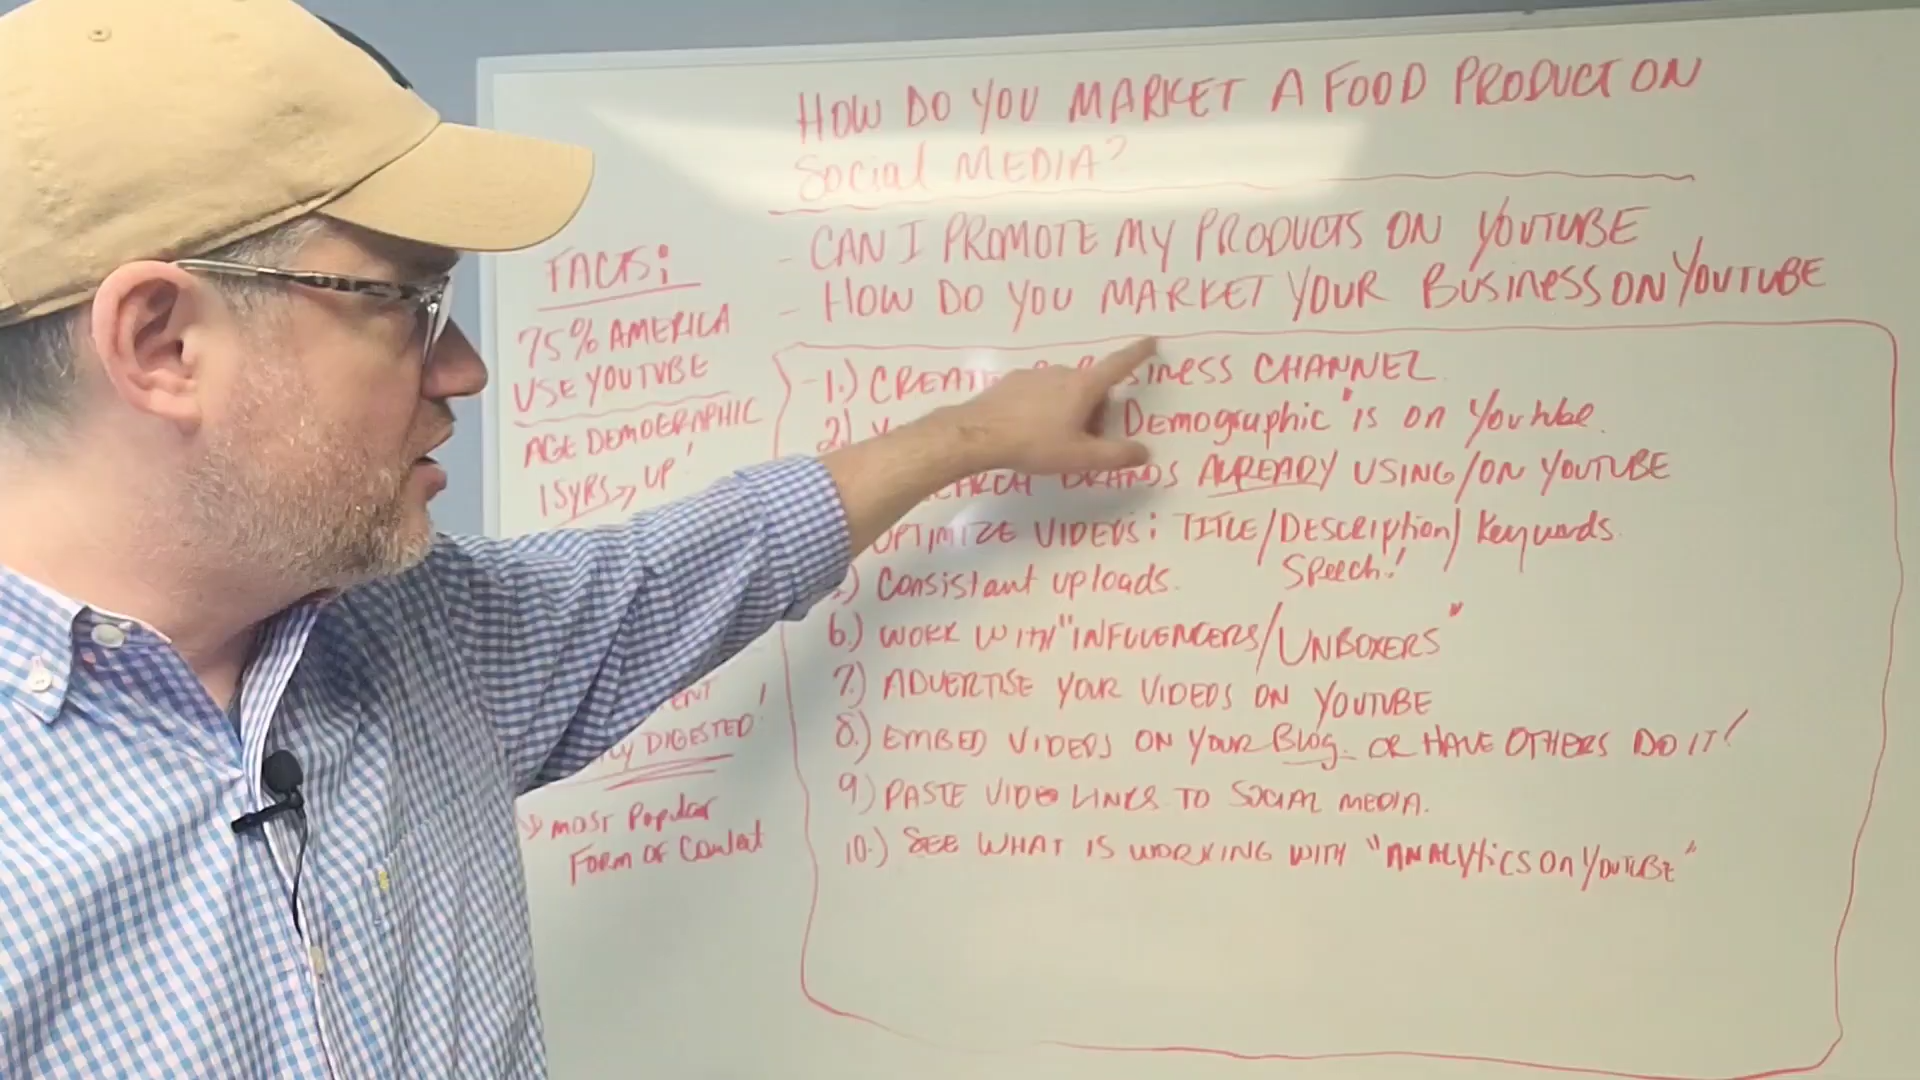 HOW DO YOU MARKET A FOOD PRODUCT ON
SOCIAL MEDIA?
- CAN I PROMOTE MY PRODUCTS ON YOUTUBE
- HOW DO YOU MARKET YOUR BUSINESS ON YOUTUBE
FACTS:
75% AMERICA
USE YOUTUBE
AGE DEMOGRAPHIC
15YRS → UP!
DIGESTED!
MOST POPULAR
FORM OF Content
- 1.) CREATE CHANNEL
2.) Demographic" is on Youtube.
BRANDS ALREADY USING/ON YOUTUBE
OPTIMIZE VIDEOS: TITLE/DESCRIPTION/Keywords.
Speech!
) Consistant uploads.
6.) WORK WITH "INFLUENCERS/UNBOXERS"
7.) ADVERTISE YOUR VIDEOS ON YOUTUBE
8.) EMBED VIDEOS ON YOUR Blog. OR HAVE OTHERS DO IT!
9.) PASTE VIDEO LINKS TO SOCIAL MEDIA.
10.) SEE WHAT IS WORKING WITH "ANALYTICS ON YOUTUBE"